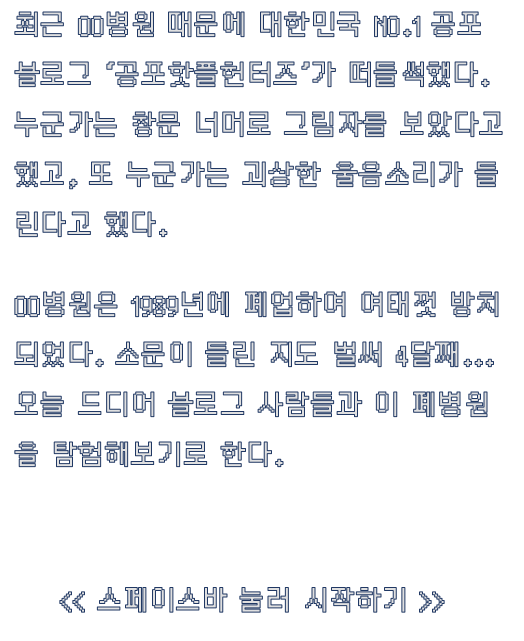 최근 00병원 때문에 대한민국 NO.1 공포
블로그 '공포핫플헌터즈'가 떠들썩했다.
누군가는 창문 너머로 그림자를 보았다고
했고, 또 누군가는 괴상한 울음소리가 들
린다고 했다.
00병원은 1989년에 폐업하여 여태껏 방치
되었다. 소문이 들린 지도 벌써 4달째...
오늘 드디어 블로그 사람들과 이 폐병원
을 탐험해보기로 한다.
<< 스페이스바 눌러 시작하기 >>